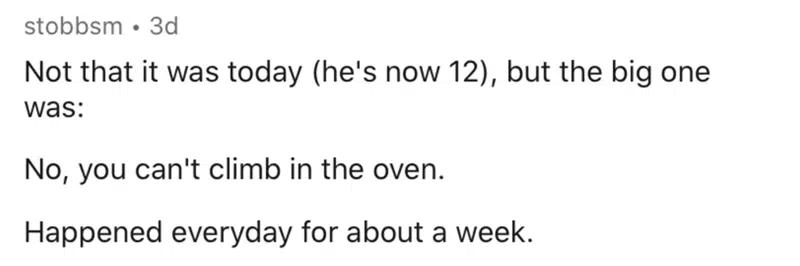 stobbsm • 3d
Not that it was today (he's now 12), but the big one
was:
No, you can't climb in the oven.
Happened everyday for about a week.